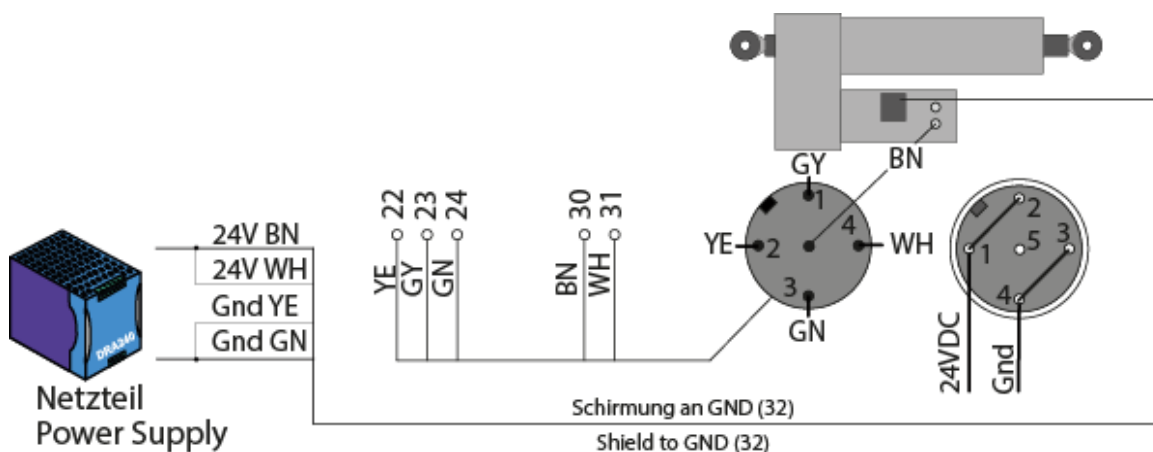 BN
GY
1
4
YE
2
WH
3
GN
2
1
5
3
4
24VDC
Gnd
22
23
24
30
31
YE
GY
GN
BN
WH
24V BN
24V WH
Gnd YE
Gnd GN
DRA240
Netzteil
Power Supply
Schirmung an GND (32)
Shield to GND (32)